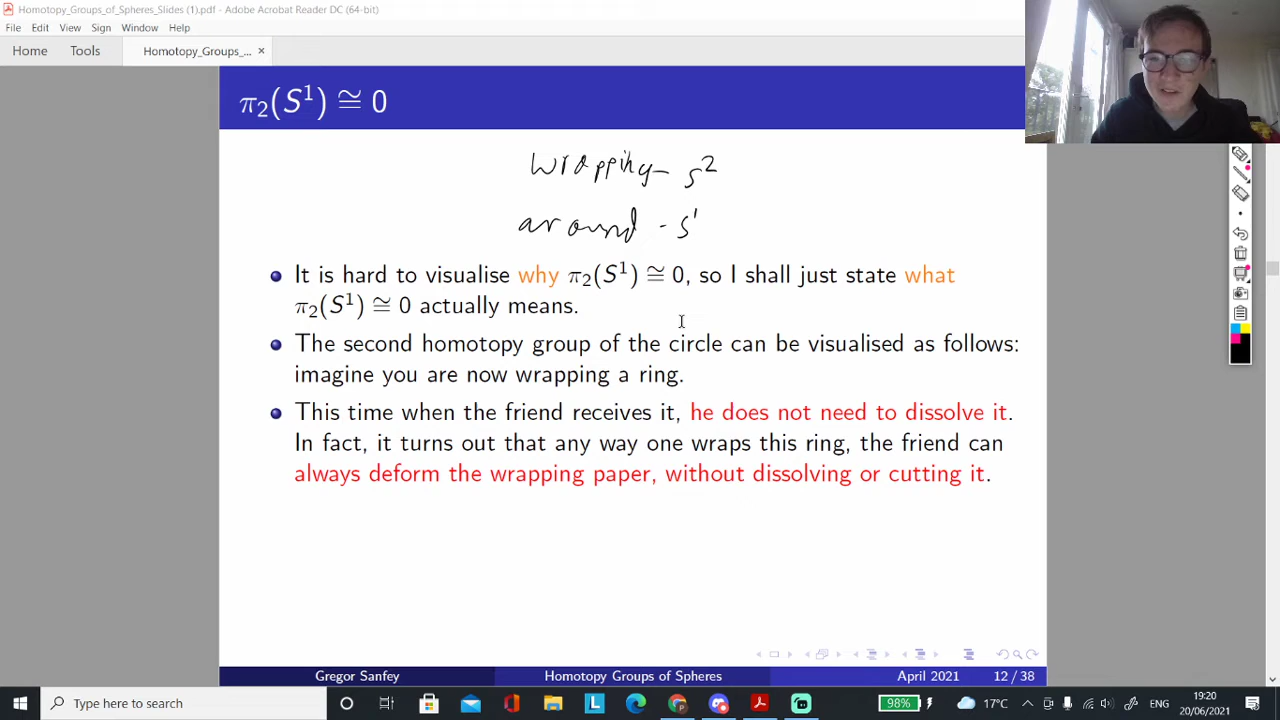 Homotopy_Groups_of_Spheres_Slides (1).pdf - Adobe Acrobat Reader DC (64-bit)
File Edit View Sign Window Help
Home Tools Homotopy_Groups_... ×
π₂(S¹) ≅ 0
Wrapping - S²
around - S¹
It is hard to visualise why π₂(S¹) ≅ 0, so I shall just state what
π₂(S¹) ≅ 0 actually means.
The second homotopy group of the circle can be visualised as follows:
imagine you are now wrapping a ring.
This time when the friend receives it, he does not need to dissolve it.
In fact, it turns out that any way one wraps this ring, the friend can
always deform the wrapping paper, without dissolving or cutting it.
Gregor Sanfey Homotopy Groups of Spheres April 2021 12 / 38
Type here to search
98% 17°C ENG 19:20
20/06/2021